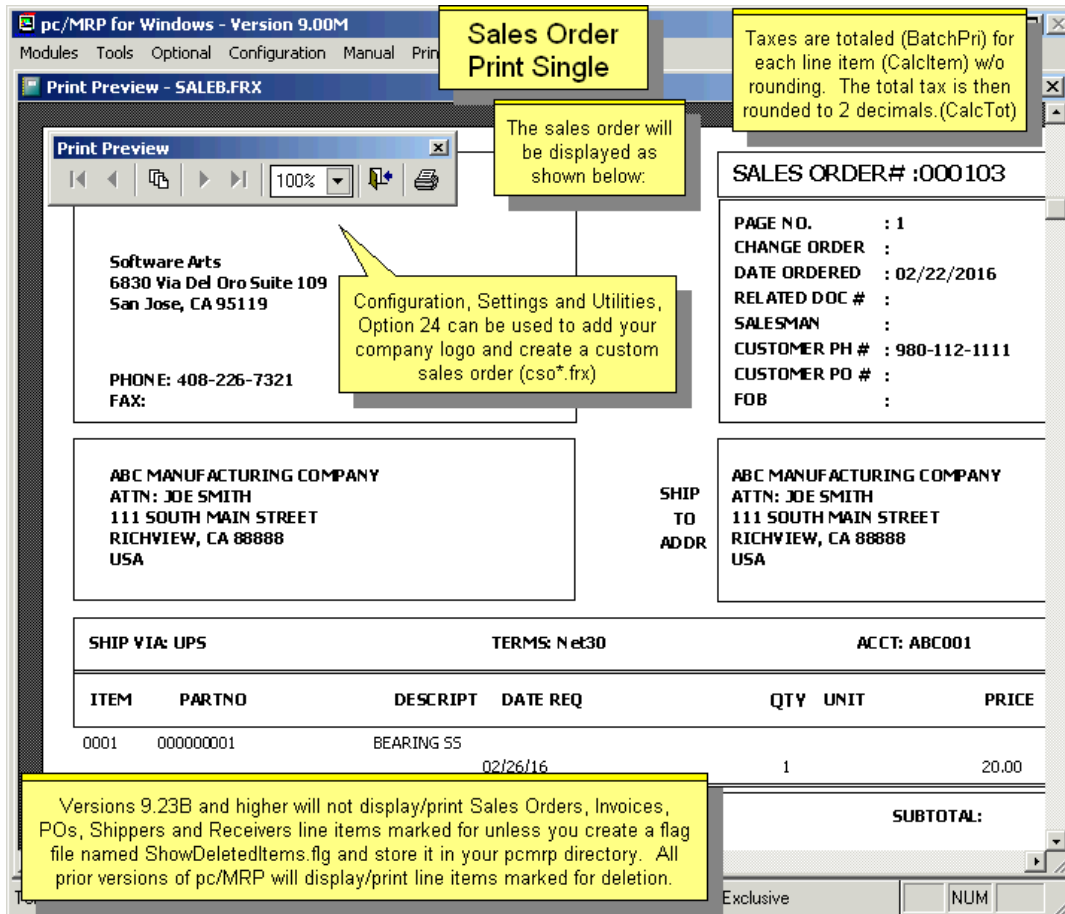 pc/MRP for Windows - Version 9.00M
Modules Tools Optional Configuration Manual Prin
Sales Order
Print Single
Taxes are totaled (BatchPri) for
each line item (CalcItem) w/o
rounding. The total tax is then
rounded to 2 decimals.(CalcTot)
Print Preview - SALEB.FRX
The sales order will
be displayed as
shown below:
Print Preview
100%
SALES ORDER# :000103
Software Arts
6830 Via Del Oro Suite 109
San Jose, CA 95119
PHONE: 408-226-7321
FAX:
Configuration, Settings and Utilities,
Option 24 can be used to add your
company logo and create a custom
sales order (cso*.frx)
PAGE NO. : 1
CHANGE ORDER :
DATE ORDERED : 02/22/2016
RELATED DOC # :
SALESMAN :
CUSTOMER PH # : 980-112-1111
CUSTOMER PO # :
FOB :
ABC MANUFACTURING COMPANY
ATTN: JOE SMITH
111 SOUTH MAIN STREET
RICHVIEW, CA 88888
USA
SHIP
TO
ADDR
ABC MANUFACTURING COMPANY
ATTN: JOE SMITH
111 SOUTH MAIN STREET
RICHVIEW, CA 88888
USA
SHIP VIA: UPS TERMS: Net30 ACCT: ABC001
ITEM PARTNO DESCRIPT DATE REQ QTY UNIT PRICE
0001 000000001 BEARING SS
02/26/16 1 20.00
SUBTOTAL:
Versions 9.23B and higher will not display/print Sales Orders, Invoices,
POs, Shippers and Receivers line items marked for unless you create a flag
file named ShowDeletedItems.flg and store it in your pcmrp directory. All
prior versions of pc/MRP will display/print line items marked for deletion.
Exclusive NUM